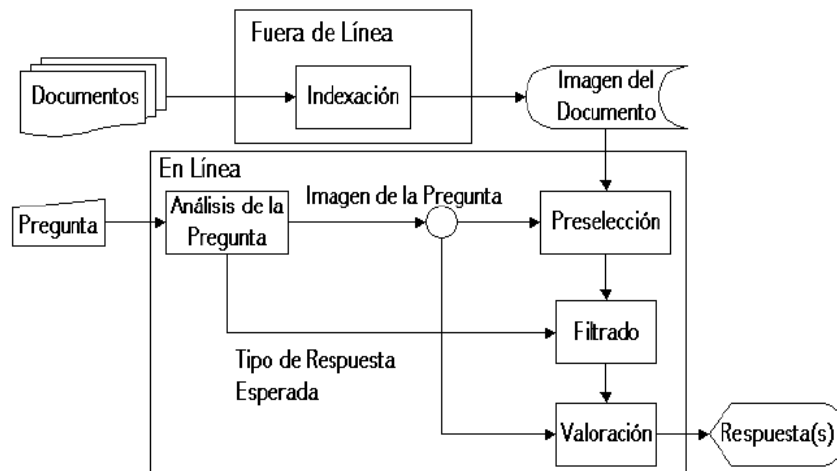 Fuera de Línea
Documentos
Indexación
Imagen del
Documento
En Línea
Pregunta
Análisis de la
Pregunta
Imagen de la Pregunta
Preselección
Filtrado
Tipo de Respuesta
Esperada
Valoración
Respuesta(s)